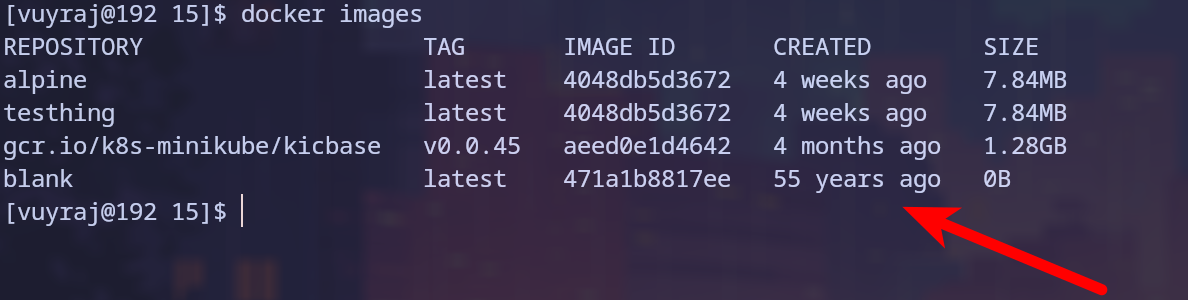 [vuyraj@192 15]$ docker images
REPOSITORY                    TAG       IMAGE ID       CREATED        SIZE
alpine                        latest    4048db5d3672   4 weeks ago    7.84MB
testhing                      latest    4048db5d3672   4 weeks ago    7.84MB
gcr.io/k8s-minikube/kicbase   v0.0.45   aeed0e1d4642   4 months ago   1.28GB
blank                         latest    471a1b8817ee   55 years ago   0B
[vuyraj@192 15]$